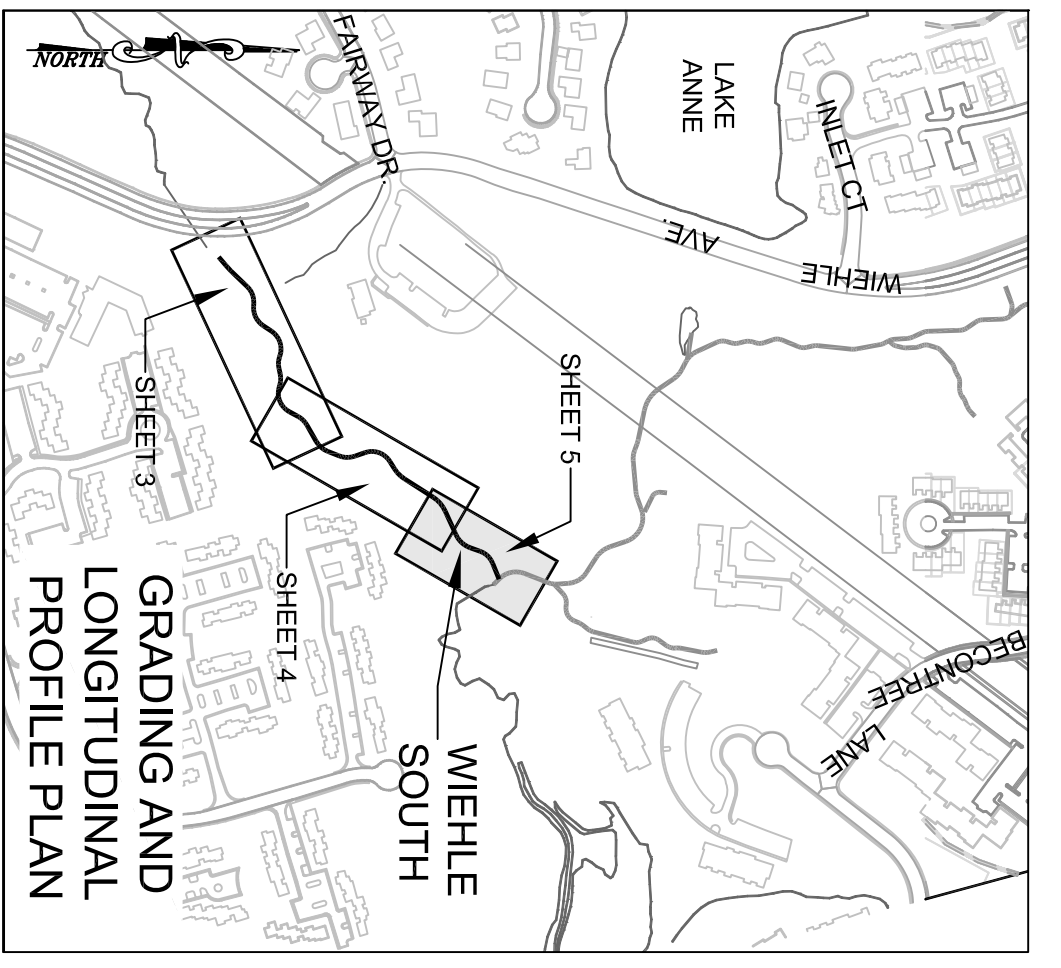 NORTH
FAIRWAY DR.
LAKE
ANNE
INLET CT
WIEHLE
AVE.
SHEET 3
SHEET 4
SHEET 5
BECONTREE
LANE
WIEHLE
SOUTH
GRADING AND
LONGITUDINAL
PROFILE PLAN